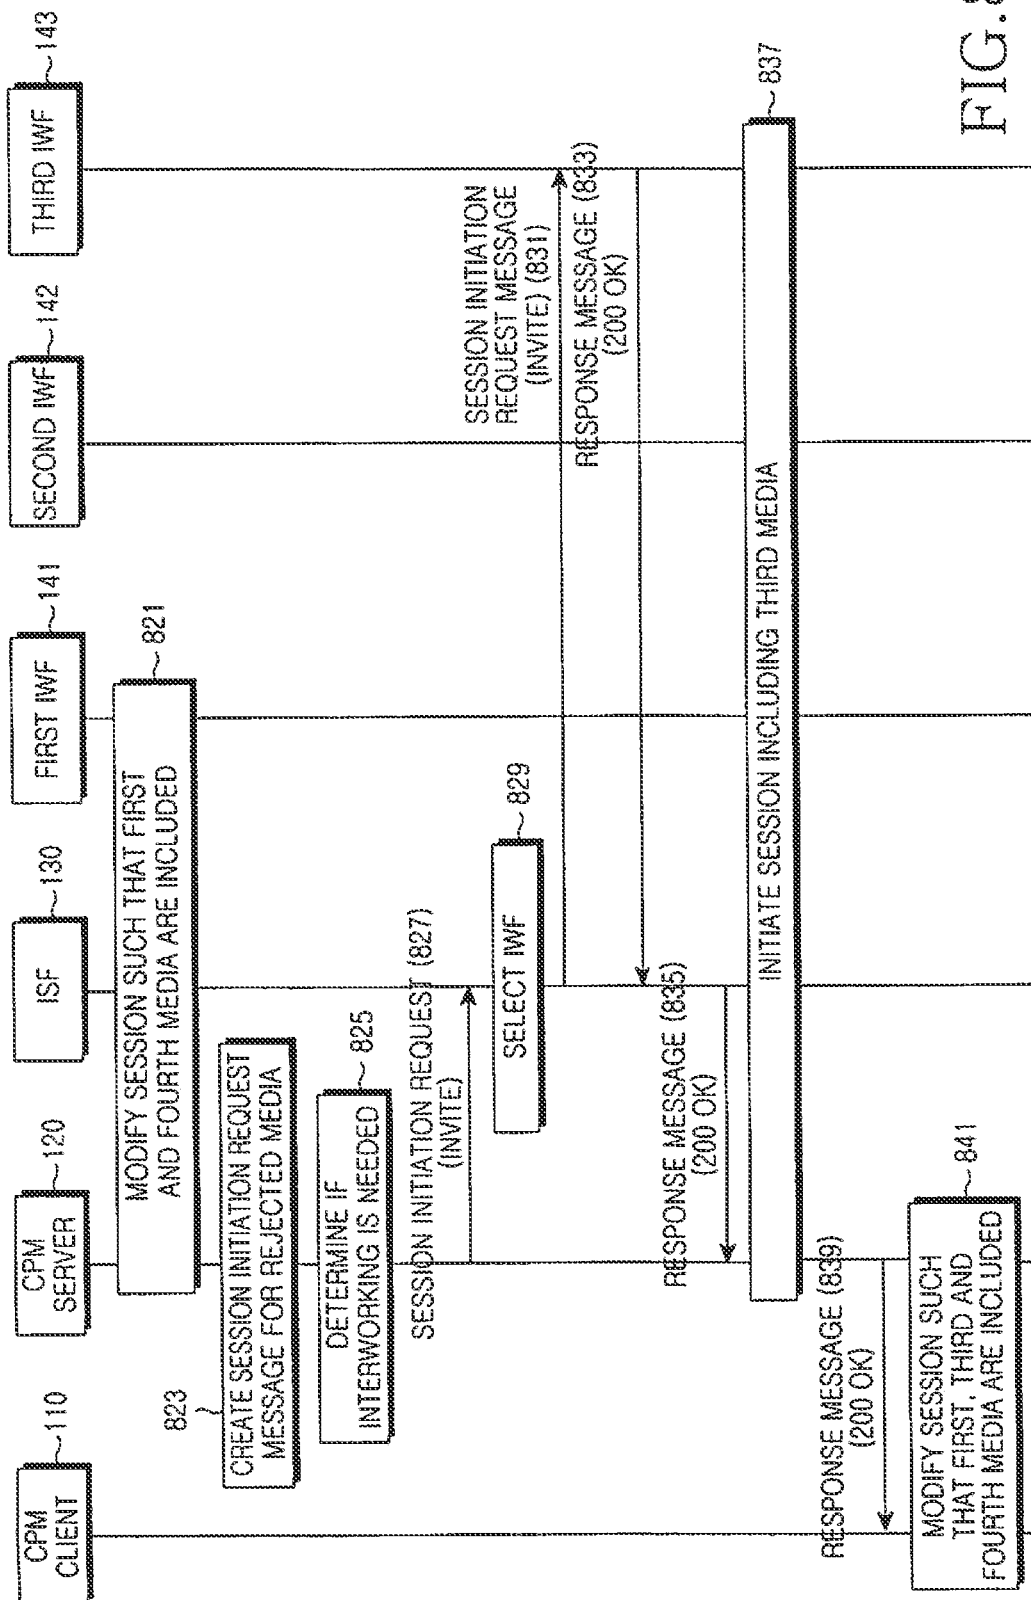 CPM
CLIENT
110
CPM
SERVER
120
ISF
130
FIRST IWF
141
SECOND IWF
142
THIRD IWF
143
MODIFY SESSION SUCH THAT FIRST
AND FOURTH MEDIA ARE INCLUDED
821
823
CREATE SESSION INITIATION REQUEST
MESSAGE FOR REJECTED MEDIA
DETERMINE IF
INTERWORKING IS NEEDED
825
SESSION INITIATION REQUEST (827)
(INVITE)
SELECT IWF
829
SESSION INITIATION
REQUEST MESSAGE
(INVITE) (831)
RESPONSE MESSAGE (833)
(200 OK)
RESPONSE MESSAGE (835)
(200 OK)
INITIATE SESSION INCLUDING THIRD MEDIA
837
RESPONSE MESSAGE (839)
(200 OK)
MODIFY SESSION SUCH
THAT FIRST, THIRD AND
FOURTH MEDIA ARE INCLUDED
841
FIG.